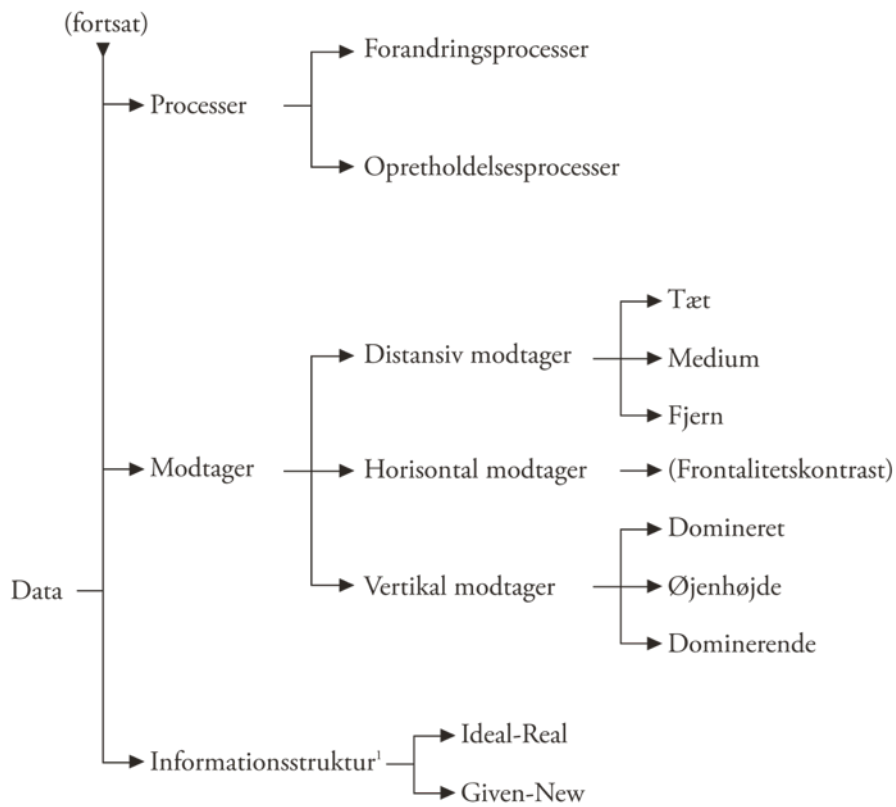 (fortsat)
Forandringsprocesser
Processer
Opretholdelsesprocesser
Tæt
Distansiv modtager
Medium
Fjern
Modtager
Horisontal modtager
(Frontalitetskontrast)
Domineret
Data
Vertikal modtager
Øjenhøjde
Dominerende
Ideal-Real
Informationsstruktur¹
Given-New